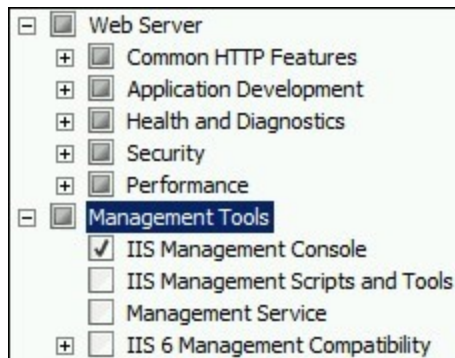 Web Server
Common HTTP Features
Application Development
Health and Diagnostics
Security
Performance
Management Tools
IIS Management Console
IIS Management Scripts and Tools
Management Service
IIS 6 Management Compatibility